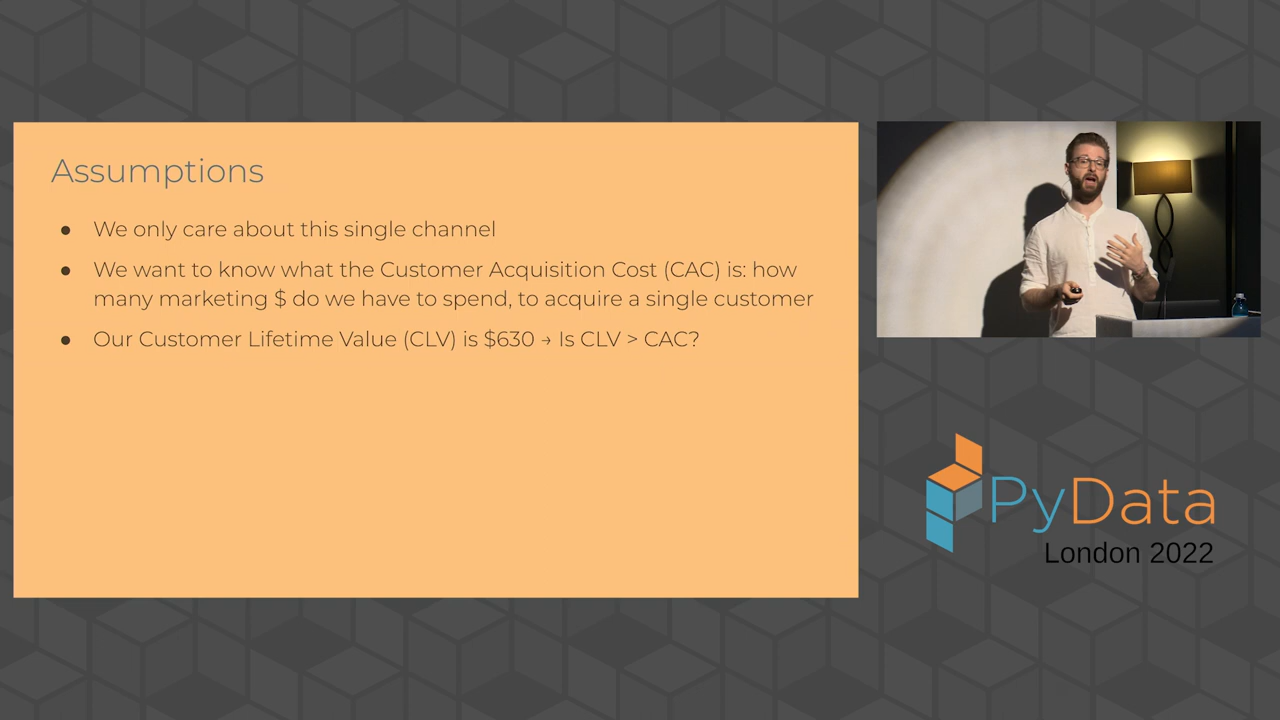 Assumptions
● We only care about this single channel
● We want to know what the Customer Acquisition Cost (CAC) is: how
many marketing $ do we have to spend, to acquire a single customer
● Our Customer Lifetime Value (CLV) is $630 → Is CLV > CAC?
PyData
London 2022